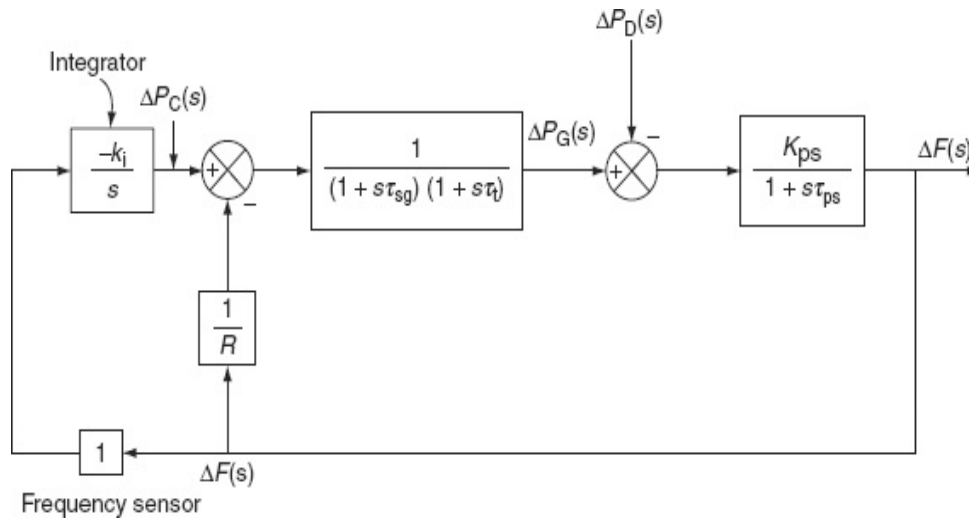 ΔP_D(s)
Integrator
ΔP_C(s)
–k_i
s
+
–
1
(1 + sτ_sg) (1 + sτ_t)
ΔP_G(s)
+
–
K_ps
1 + sτ_ps
ΔF(s)
1
R
1
ΔF(s)
Frequency sensor